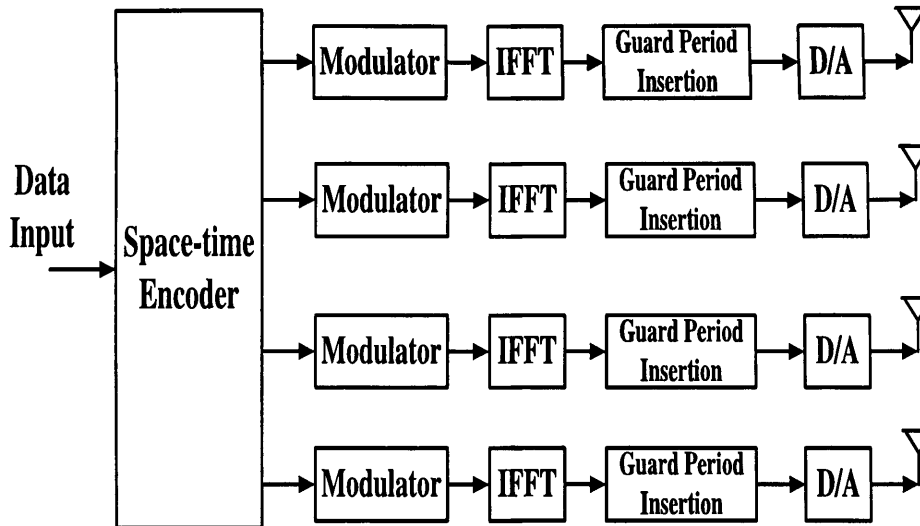 Data
Input
Space-time
Encoder
Modulator
IFFT
Guard Period
Insertion
D/A
Modulator
IFFT
Guard Period
Insertion
D/A
Modulator
IFFT
Guard Period
Insertion
D/A
Modulator
IFFT
Guard Period
Insertion
D/A